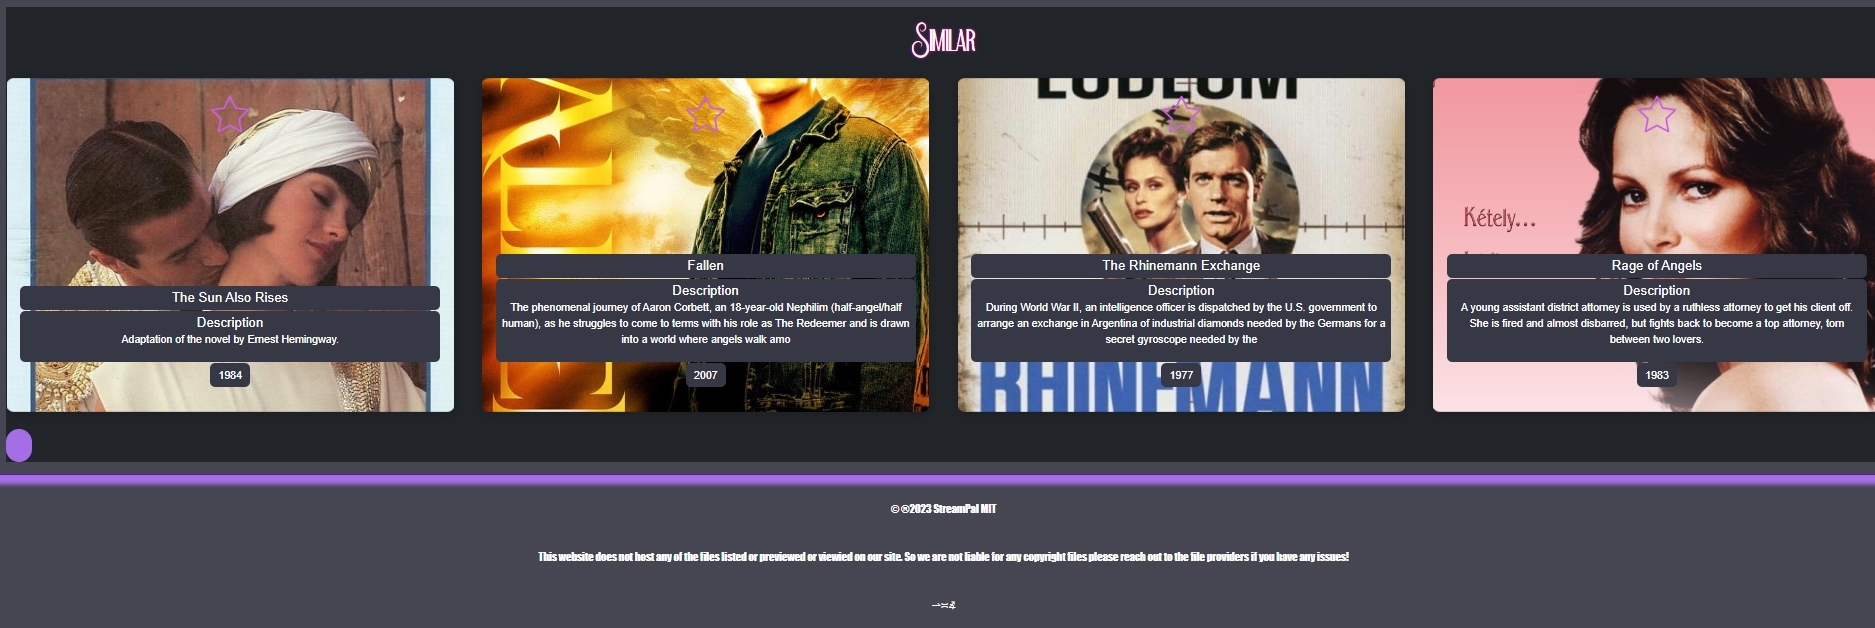 SIMILAR
LUDLUM
Kétely...
The Sun Also Rises
Description
Adaptation of the novel by Ernest Hemingway.
1984
Fallen
Description
The phenomenal journey of Aaron Corbett, an 18-year-old Nephilim (half-angel/half
human), as he struggles to come to terms with his role as The Redeemer and is drawn
into a world where angels walk amo
2007
The Rhinemann Exchange
Description
During World War II, an intelligence officer is dispatched by the U.S. government to
arrange an exchange in Argentina of industrial diamonds needed by the Germans for a
secret gyroscope needed by the
RHINEMANN
1977
Rage of Angels
Description
A young assistant district attorney is used by a ruthless attorney to get his client off.
She is fired and almost disbarred, but fights back to become a top attorney, torn
between two lovers.
1983
©®2023 StreamPal MIT
This website does not host any of the files listed or previewed or viewied on our site. So we are not liable for any copyright files please reach out to the file providers if you have any issues!